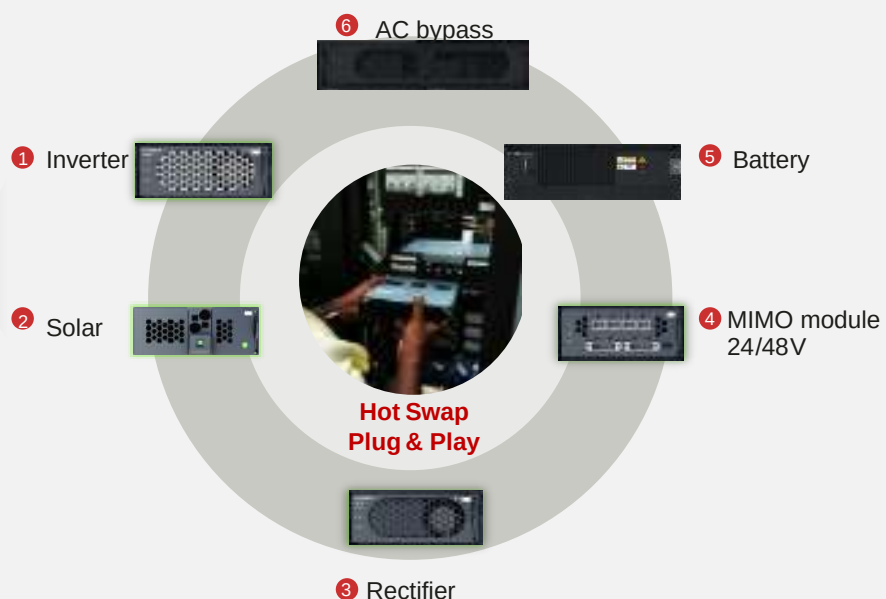 6 AC bypass
1 Inverter
5 Battery
2 Solar
4 MIMO module
24/48V
Hot Swap
Plug & Play
3 Rectifier